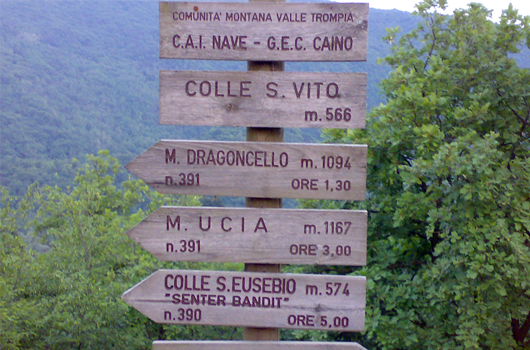 COMUNITA' MONTANA VALLE TROMPIA
C.A.I. NAVE - G.E.C. CAINO
COLLE S. VITO
m. 566
M. DRAGONCELLO m. 1094
n.391 ORE 1,30
M. UCIA m. 1167
n.391 ORE 3,00
COLLE S. EUSEBIO m. 574
"SENTER BANDIT"
n.390 ORE 5,00